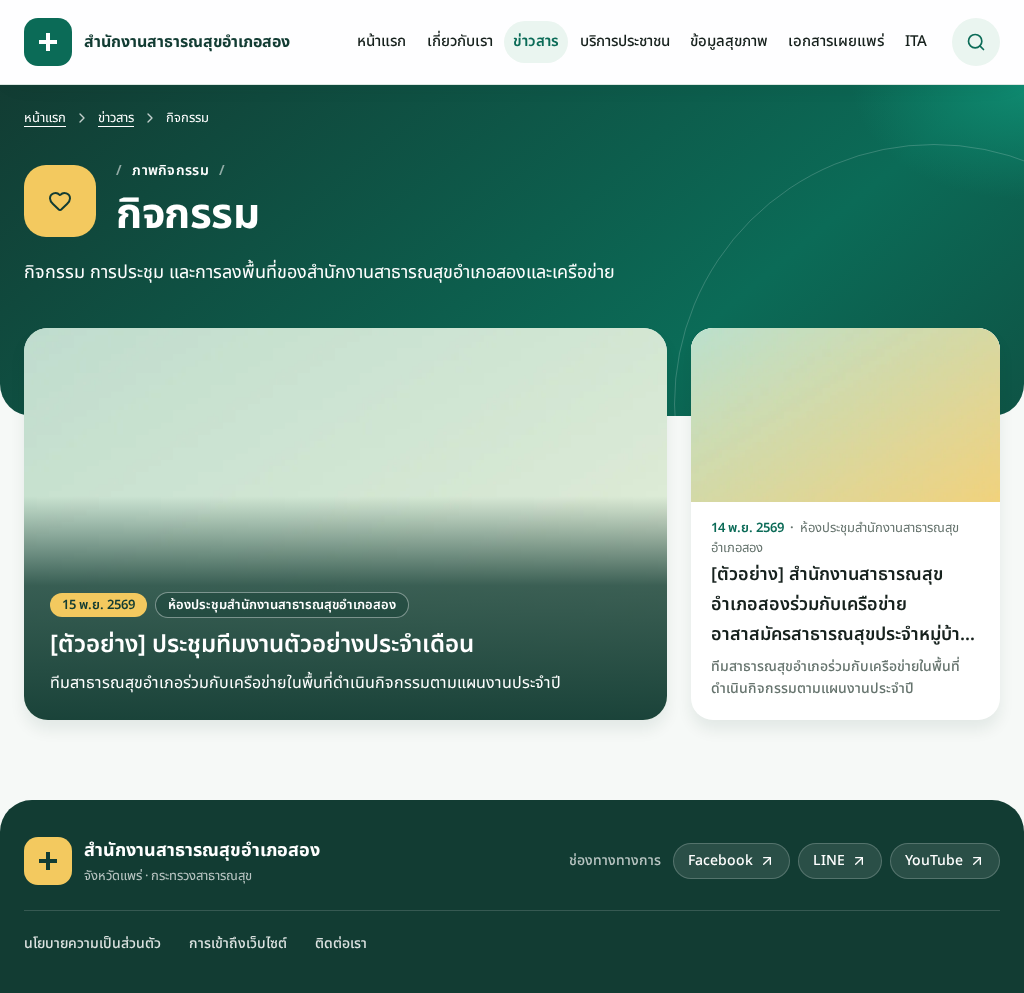 สำนักงานสาธารณสุขอำเภอสอง
หน้าแรก
เกี่ยวกับเรา
ข่าวสาร
บริการประชาชน
ข้อมูลสุขภาพ
เอกสารเผยแพร่
ITA
หน้าแรก > ข่าวสาร > กิจกรรม
/ ภาพกิจกรรม /
กิจกรรม
กิจกรรม การประชุม และการลงพื้นที่ของสำนักงานสาธารณสุขอำเภอสองและเครือข่าย
15 พ.ย. 2569
ห้องประชุมสำนักงานสาธารณสุขอำเภอสอง
[ตัวอย่าง] ประชุมทีมงานตัวอย่างประจำเดือน
ทีมสาธารณสุขอำเภอร่วมกับเครือข่ายในพื้นที่ดำเนินกิจกรรมตามแผนงานประจำปี
14 พ.ย. 2569 · ห้องประชุมสำนักงานสาธารณสุข
อำเภอสอง
[ตัวอย่าง] สำนักงานสาธารณสุข
อำเภอสองร่วมกับเครือข่าย
อาสาสมัครสาธารณสุขประจำหมู่บ้า...
ทีมสาธารณสุขอำเภอร่วมกับเครือข่ายในพื้นที่
ดำเนินกิจกรรมตามแผนงานประจำปี
สำนักงานสาธารณสุขอำเภอสอง
จังหวัดแพร่ · กระทรวงสาธารณสุข
ช่องทางทางการ
Facebook
LINE
YouTube
นโยบายความเป็นส่วนตัว
การเข้าถึงเว็บไซต์
ติดต่อเรา